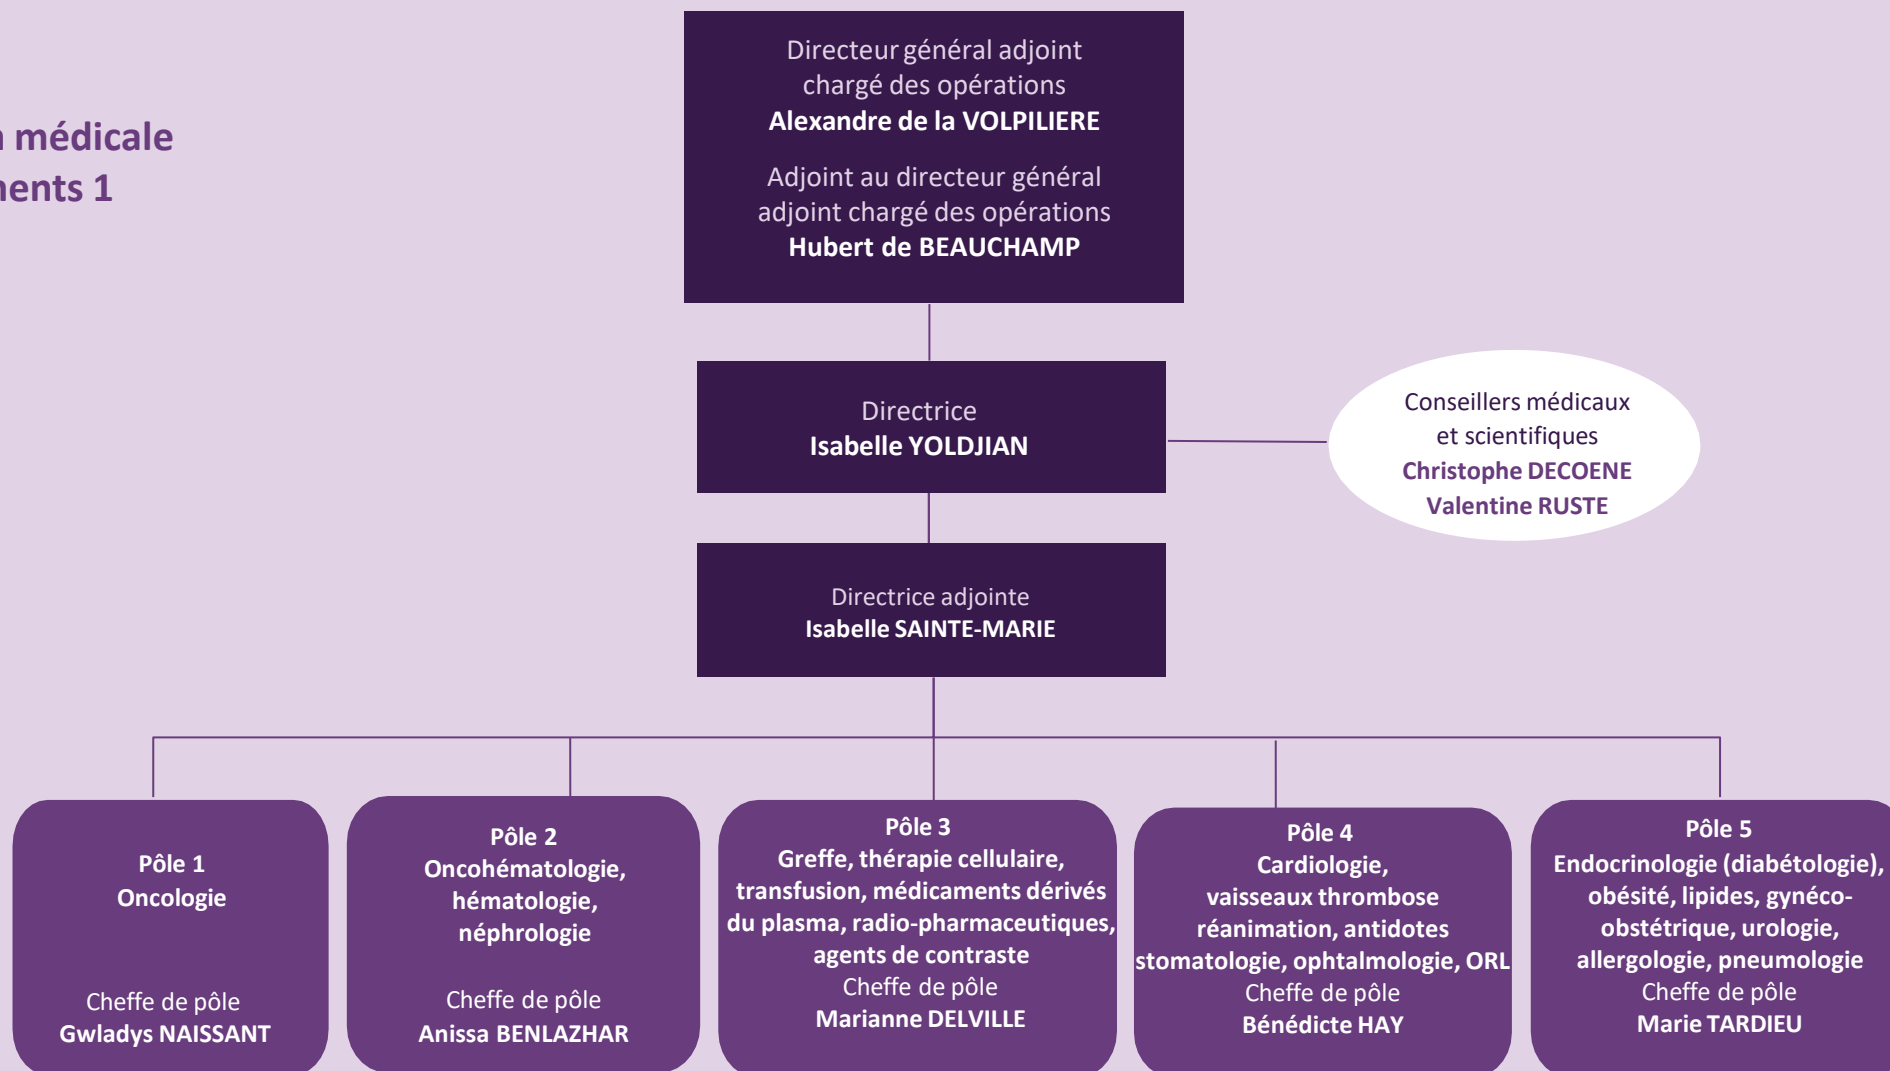 médicale
ments 1
Directeur général adjoint
chargé des opérations
Alexandre de la VOLPILIERE
Adjoint au directeur général
adjoint chargé des opérations
Hubert de BEAUCHAMP
Directrice
Isabelle YOLDJIAN
Conseillers médicaux
et scientifiques
Christophe DECOENE
Valentine RUSTE
Directrice adjointe
Isabelle SAINTE-MARIE
Pôle 1
Oncologie
Cheffe de pôle
Gwladys NAISSANT
Pôle 2
Oncohématologie,
hématologie,
néphrologie
Cheffe de pôle
Anissa BENLAZHAR
Pôle 3
Greffe, thérapie cellulaire,
transfusion, médicaments dérivés
du plasma, radio-pharmaceutiques,
agents de contraste
Cheffe de pôle
Marianne DELVILLE
Pôle 4
Cardiologie,
vaisseaux thrombose
réanimation, antidotes
stomatologie, ophtalmologie, ORL
Cheffe de pôle
Bénédicte HAY
Pôle 5
Endocrinologie (diabétologie),
obésité, lipides, gynéco-
obstétrique, urologie,
allergologie, pneumologie
Cheffe de pôle
Marie TARDIEU